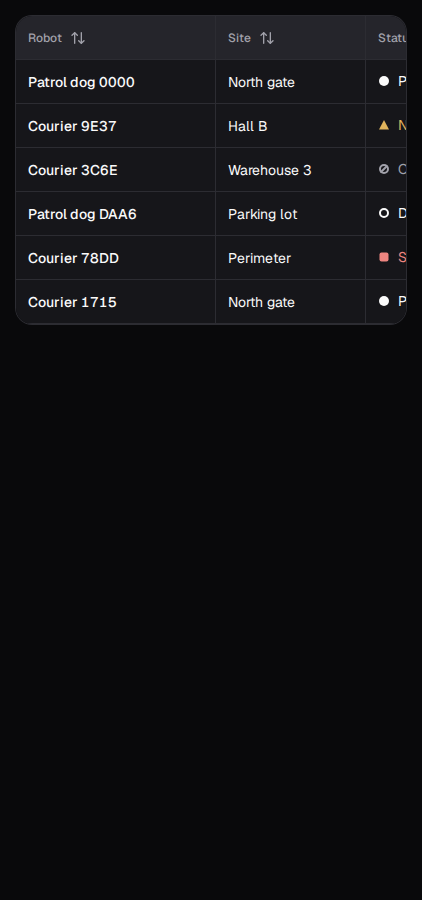 Robot Site
Patrol dog 0000 North gate P
Courier 9E37 Hall B N
Courier 3C6E Warehouse 3
Patrol dog DAA6 Parking lot D
Courier 78DD Perimeter S
Courier 1715 North gate P